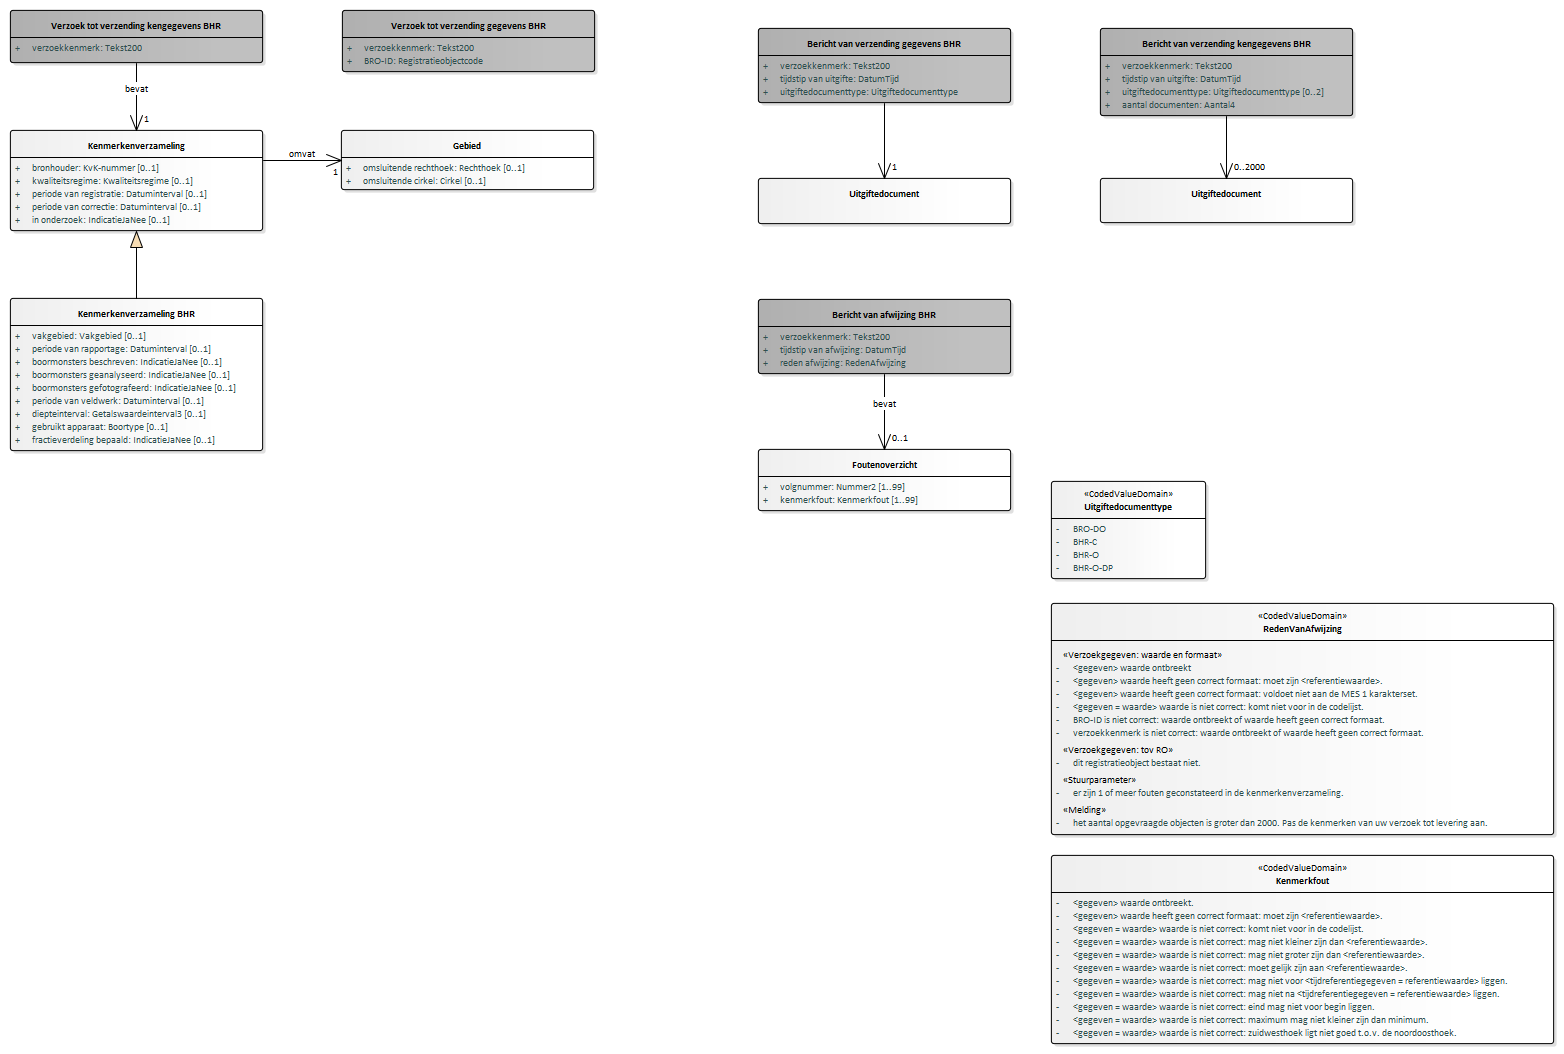 Verzoek tot verzending kengegevens BHR
+ verzoekkenmerk: Tekst200
bevat
1
Verzoek tot verzending gegevens BHR
+ verzoekkenmerk: Tekst200
+ BRO-ID: Registratieobjectcode
Kenmerkenverzameling
+ bronhouder: KvK-nummer [0..1]
+ kwaliteitsregime: Kwaliteitsregime [0..1]
+ periode van registratie: Datuminterval [0..1]
+ periode van correctie: Datuminterval [0..1]
+ in onderzoek: IndicatieJaNee [0..1]
omvat
1
Gebied
+ omsluitende rechthoek: Rechthoek [0..1]
+ omsluitende cirkel: Cirkel [0..1]
Kenmerkenverzameling BHR
+ vakgebied: Vakgebied [0..1]
+ periode van rapportage: Datuminterval [0..1]
+ boormonsters beschreven: IndicatieJaNee [0..1]
+ boormonsters geanalyseerd: IndicatieJaNee [0..1]
+ boormonsters gefotografeerd: IndicatieJaNee [0..1]
+ periode van veldwerk: Datuminterval [0..1]
+ diepteinterval: Getalswaardeinterval3 [0..1]
+ gebruikt apparaat: Boortype [0..1]
+ fractieverdeling bepaald: IndicatieJaNee [0..1]
Bericht van verzending gegevens BHR
+ verzoekkenmerk: Tekst200
+ tijdstip van uitgifte: DatumTijd
+ uitgiftedocumenttype: Uitgiftedocumenttype
1
Uitgiftedocument
Bericht van verzending kengegevens BHR
+ verzoekkenmerk: Tekst200
+ tijdstip van uitgifte: DatumTijd
+ uitgiftedocumenttype: Uitgiftedocumenttype [0..2]
+ aantal documenten: Aantal4
0..2000
Uitgiftedocument
Bericht van afwijzing BHR
+ verzoekkenmerk: Tekst200
+ tijdstip van afwijzing: DatumTijd
+ reden afwijzing: RedenAfwijzing
bevat
0..1
Foutenoverzicht
+ volgnummer: Nummer2 [1..99]
+ kenmerkfout: Kenmerkfout [1..99]
«CodedValueDomain»
Uitgiftedocumenttype
- BRO-DO
- BHR-C
- BHR-O
- BHR-O-DP
«CodedValueDomain»
RedenVanAfwijzing
«Verzoekgegeven: waarde en formaat»
- <gegeven> waarde ontbreekt
- <gegeven> waarde heeft geen correct formaat: moet zijn <referentiewaarde>.
- <gegeven> waarde heeft geen correct formaat: voldoet niet aan de MES 1 karakterset.
- <gegeven = waarde> waarde is niet correct: komt niet voor in de codelijst.
- BRO-ID is niet correct: waarde ontbreekt of waarde heeft geen correct formaat.
- verzoekkenmerk is niet correct: waarde ontbreekt of waarde heeft geen correct formaat.
«Verzoekgegeven: tov RO»
- dit registratieobject bestaat niet.
«Stuurparameter»
- er zijn 1 of meer fouten geconstateerd in de kenmerkenverzameling.
«Melding»
- het aantal opgevraagde objecten is groter dan 2000. Pas de kenmerken van uw verzoek tot levering aan.
«CodedValueDomain»
Kenmerkfout
- <gegeven> waarde ontbreekt.
- <gegeven> waarde heeft geen correct formaat: moet zijn <referentiewaarde>.
- <gegeven = waarde> waarde is niet correct: komt niet voor in de codelijst.
- <gegeven = waarde> waarde is niet correct: mag niet kleiner zijn dan <referentiewaarde>.
- <gegeven = waarde> waarde is niet correct: mag niet groter zijn dan <referentiewaarde>.
- <gegeven = waarde> waarde is niet correct: moet gelijk zijn aan <referentiewaarde>.
- <gegeven = waarde> waarde is niet correct: mag niet voor <tijdreferentiegegeven = referentiewaarde> liggen.
- <gegeven = waarde> waarde is niet correct: mag niet na <tijdreferentiegegeven = referentiewaarde> liggen.
- <gegeven = waarde> waarde is niet correct: eind mag niet voor begin liggen.
- <gegeven = waarde> waarde is niet correct: maximum mag niet kleiner zijn dan minimum.
- <gegeven = waarde> waarde is niet correct: zuidwesthoek ligt niet goed t.o.v. de noordoosthoek.